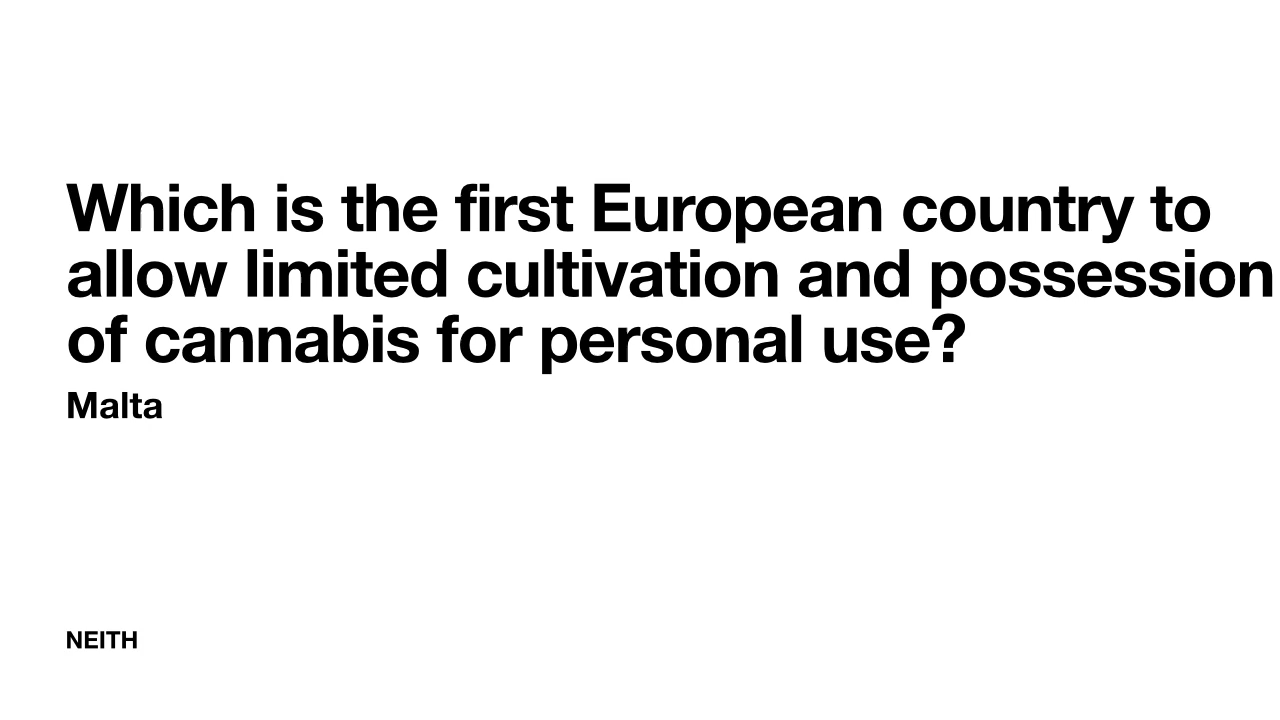 Which is the first European country to
allow limited cultivation and possession
of cannabis for personal use?
Malta
NEITH